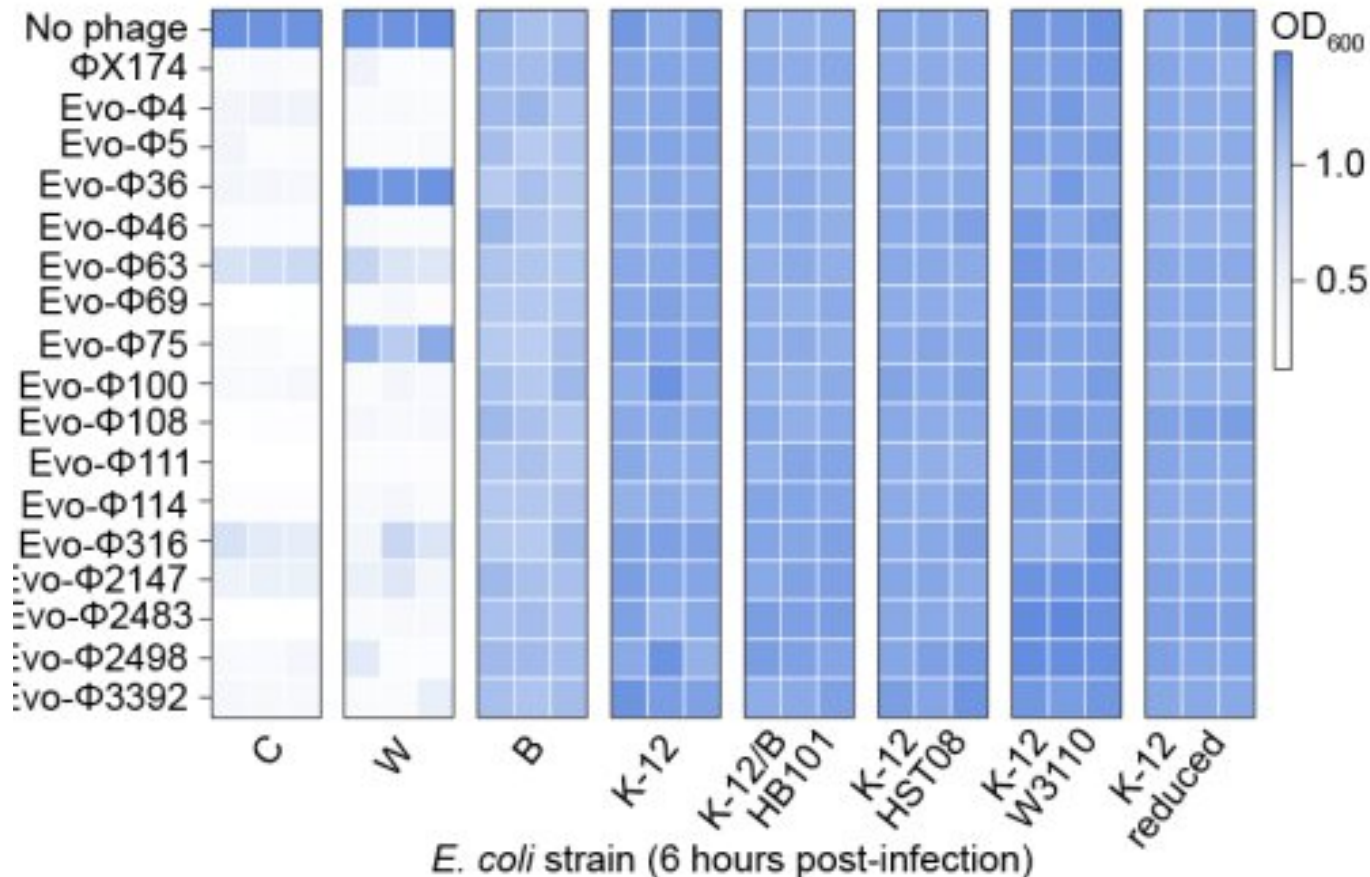 No phage
ΦX174
Evo-Φ4
Evo-Φ5
Evo-Φ36
Evo-Φ46
Evo-Φ63
Evo-Φ69
Evo-Φ75
Evo-Φ100
Evo-Φ108
Evo-Φ111
Evo-Φ114
Evo-Φ316
Evo-Φ2147
Evo-Φ2483
Evo-Φ2498
Evo-Φ3392
OD600
1.0
0.5
C
W
B
K-12
K-12/B
HB101
K-12
HST08
K-12
W3110
K-12
reduced
E. coli strain (6 hours post-infection)